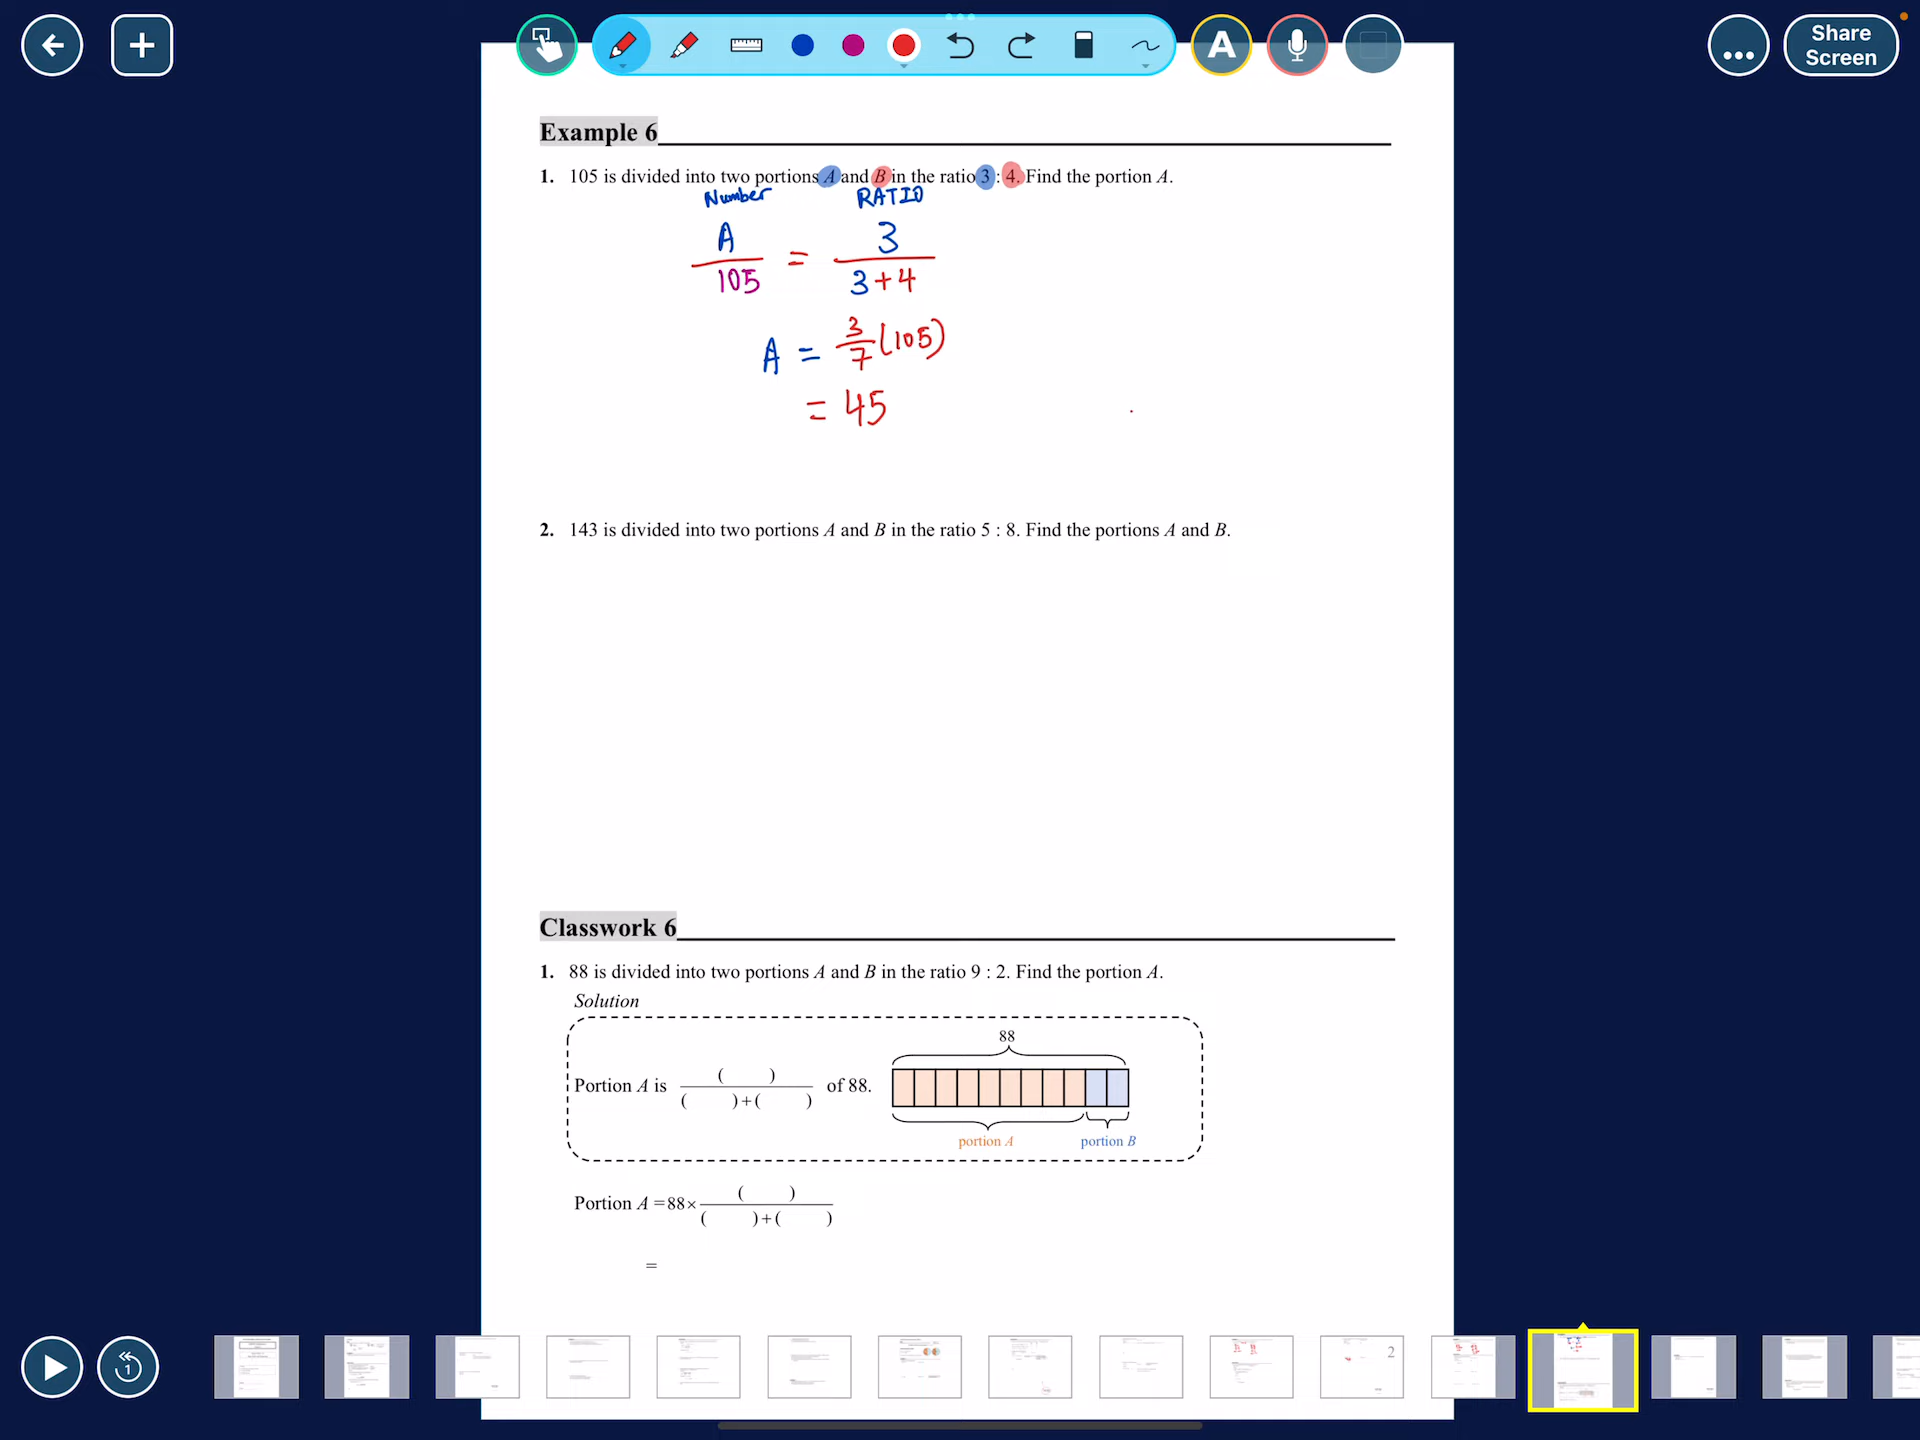 Share
Screen
A
Example 6
1. 105 is divided into two portions A and B in the ratio 3 : 4. Find the portion A.
Number RATIO
A/105 = 3/(3+4)
A = 3/7 (105)
= 45
2. 143 is divided into two portions A and B in the ratio 5 : 8. Find the portions A and B.
Classwork 6
1. 88 is divided into two portions A and B in the ratio 9 : 2. Find the portion A.
Solution
88
( )
Portion A is of 88.
( )+( )
portion A portion B
( )
Portion A =88×
( )+( )
=
1
2